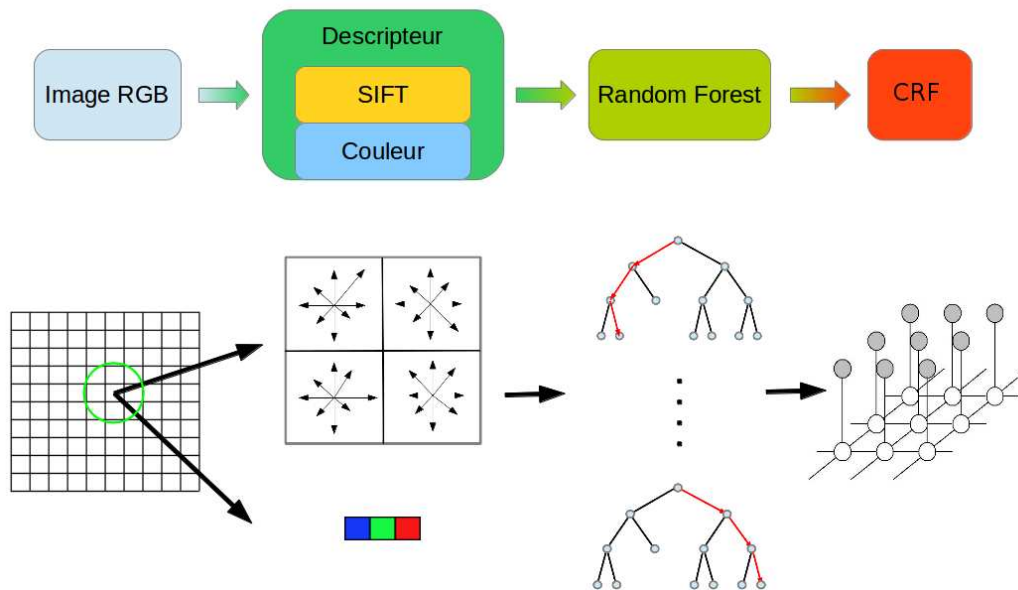 Image RGB
Descripteur
SIFT
Couleur
Random Forest
CRF